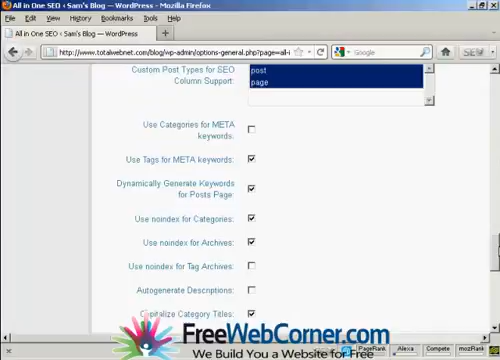 All in One SEO ‹ Sam's Blog — WordPress - Mozilla Firefox
Edit View History Bookmarks Tools Help
All in One SEO ‹ Sam's Blog — WordPress
http://www.totalwebnet.com/blog/wp-admin/options-general.php?page=all-i
Google
SEM
Custom Post Types for SEO
Column Support:
post
page
Use Categories for META
keywords:
Use Tags for META keywords:
Dynamically Generate Keywords
for Posts Page:
Use noindex for Categories:
Use noindex for Archives:
Use noindex for Tag Archives:
Autogenerate Descriptions:
Capitalize Category Titles:
FreeWebCorner.com
We Build You a Website for Free
PageRank Alexa Compete mozRank